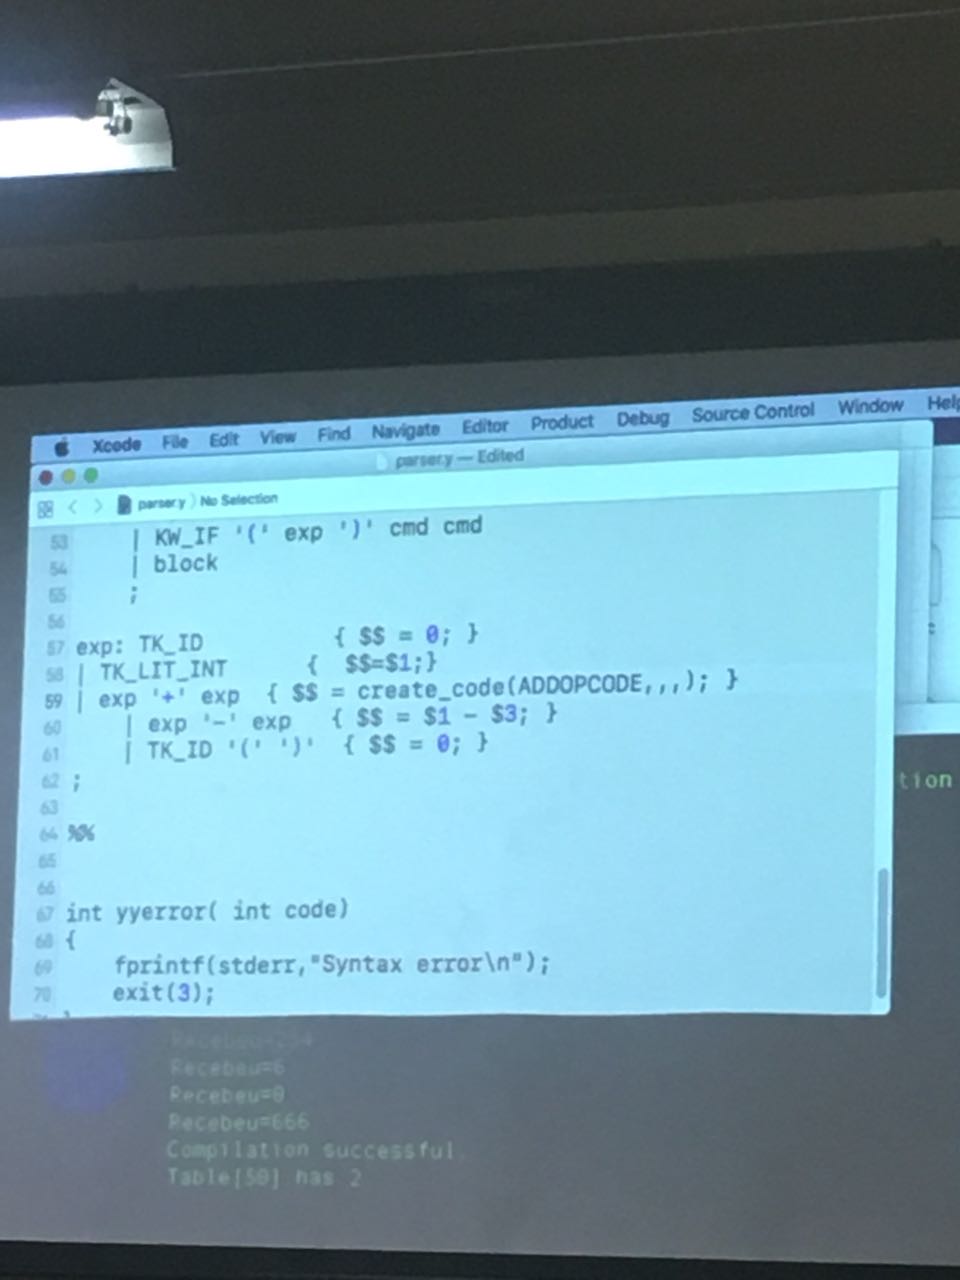 Xcode File Edit View Find Navigate Editor Product Debug Source Control Window Help
parser.y — Edited
parser.y No Selection
53 | KW_IF '(' exp ')' cmd cmd
54 | block
55 ;
56
57 exp: TK_ID { $$ = 0; }
58 | TK_LIT_INT { $$=$1;}
59 | exp '+' exp { $$ = create_code(ADDOPCODE,,,); }
60 | exp '-' exp { $$ = $1 - $3; }
61 | TK_ID '(' ')' { $$ = 0; }
62 ;
63
64 %%
65
66
67 int yyerror( int code)
68 {
69 fprintf(stderr,"Syntax error\n");
70 exit(3);
tion
Recebeu=6
Recebeu=0
Recebeu=666
Compilation successful.
Table[50] has 2